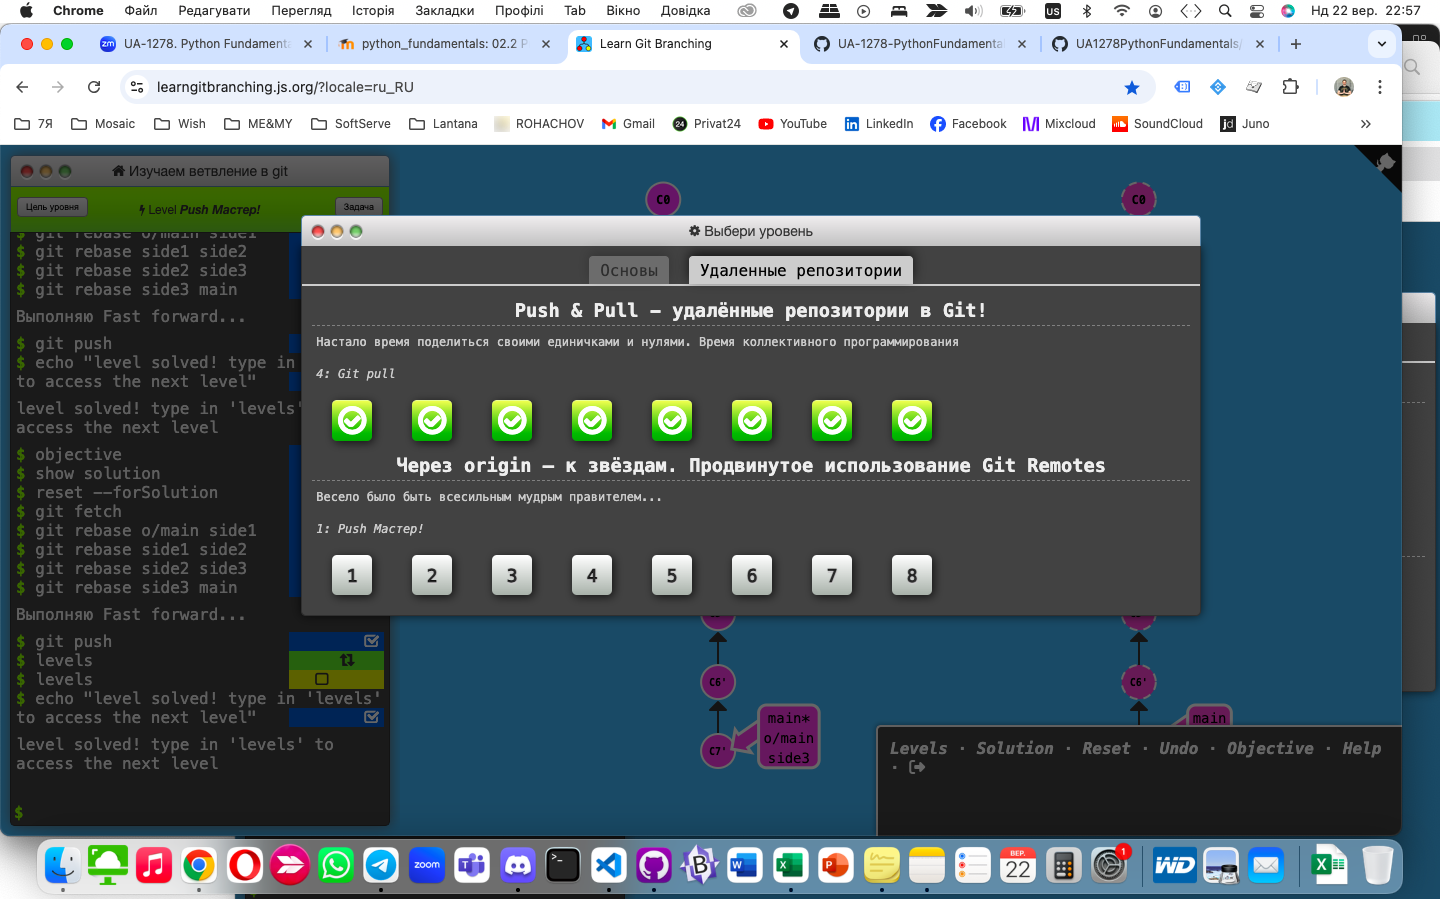 Chrome Файл Редагувати Перегляд Історія Закладки Профілі Tab Вікно Довідка US Нд 22 вер. 22:57
zm UA-1278. Python Fundament
python_fundamentals: 02.2 P
Learn Git Branching
UA-1278-PythonFundamenta
UA1278PythonFundamentals/
learngitbranching.js.org/?locale=ru_RU
7Я Mosaic Wish ME&MY SoftServe Lantana ROHACHOV Gmail 24 Privat24 YouTube LinkedIn Facebook Mixcloud SoundCloud jd Juno »
Изучаем ветвление в git
Цель уровня
Level Push Мастер!
Задача
$ git rebase o/main side1
$ git rebase side1 side2
$ git rebase side2 side3
$ git rebase side3 main
Выполняю Fast forward...
$ git push
$ echo "level solved! type in
to access the next level"
level solved! type in 'levels'
access the next level
$ objective
$ show solution
$ reset --forSolution
$ git fetch
$ git rebase o/main side1
$ git rebase side1 side2
$ git rebase side2 side3
$ git rebase side3 main
Выполняю Fast forward...
$ git push
$ levels
$ levels
$ echo "level solved! type in 'levels'
to access the next level"
level solved! type in 'levels' to
access the next level
$
C0
C0
Выбери уровень
Основы
Удаленные репозитории
Push & Pull – удалённые репозитории в Git!
Настало время поделиться своими единичками и нулями. Время коллективного программирования
4: Git pull
Через origin – к звёздам. Продвинутое использование Git Remotes
Весело было быть всесильным мудрым правителем...
1: Push Мастер!
1 2 3 4 5 6 7 8
C6'
C6'
C7'
main*
o/main
side3
main
Levels · Solution · Reset · Undo · Objective · Help
·
zoom
ВЕР.
22
1
WD